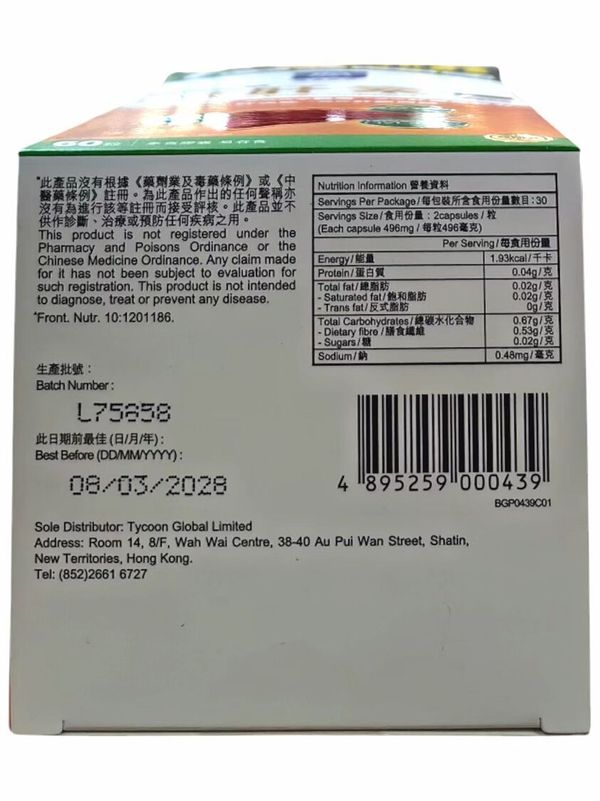 60粒
*此產品沒有根據《藥劑業及毒藥條例》或《中
醫藥條例》註冊。為此產品作出的任何聲稱亦
沒有為進行該等註冊而接受評核。此產品並不
供作診斷、治療或預防任何疾病之用。
This product is not registered under the
Pharmacy and Poisons Ordinance or the
Chinese Medicine Ordinance. Any claim made
for it has not been subject to evaluation for
such registration. This product is not intended
to diagnose, treat or prevent any disease.
^Front. Nutr. 10:1201186.
生產批號：
Batch Number :
L75858
此日期前最佳 (日/月/年) :
Best Before (DD/MM/YYYY) :
08/03/2028
Nutrition Information 營養資料
Servings Per Package/每包裝所含食用份量數目:30
Servings Size/食用份量 : 2capsules / 粒
(Each capsule 496mg / 每粒496毫克)
Per Serving/每食用份量
Energy/能量 1.93kcal/千卡
Protein/蛋白質 0.04g/克
Total fat/總脂肪 0.02g/克
- Saturated fat/飽和脂肪 0.02g/克
- Trans fat/反式脂肪 0g/克
Total Carbohydrates/總碳水化合物 0.67g/克
- Dietary fibre/膳食纖維 0.53g/克
- Sugars/糖 0.02g/克
Sodium/鈉 0.48mg/毫克
4 895259 000439
BGP0439C01
Sole Distributor: Tycoon Global Limited
Address: Room 14, 8/F, Wah Wai Centre, 38-40 Au Pui Wan Street, Shatin,
New Territories, Hong Kong.
Tel: (852)2661 6727